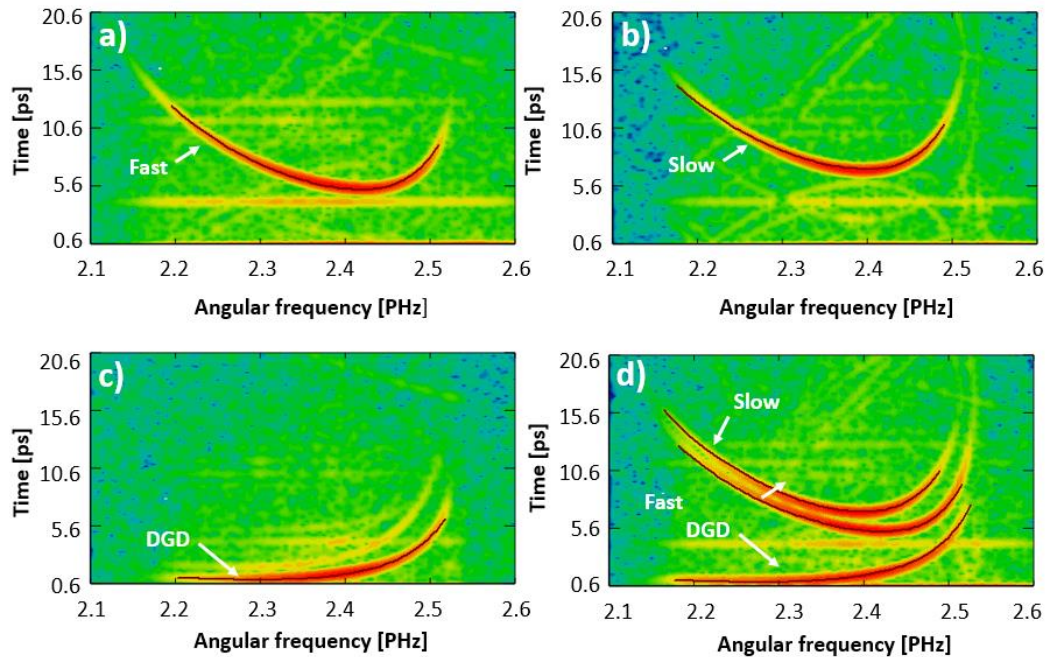 a)
20.6
15.6
10.6
5.6
0.6
Time [ps]
Fast
2.1 2.2 2.3 2.4 2.5 2.6
Angular frequency [PHz]
b)
20.6
15.6
10.6
5.6
0.6
Time [ps]
Slow
2.1 2.2 2.3 2.4 2.5 2.6
Angular frequency [PHz]
c)
20.6
15.6
10.6
5.6
0.6
Time [ps]
DGD
2.1 2.2 2.3 2.4 2.5 2.6
Angular frequency [PHz]
d)
20.6
15.6
10.6
5.6
0.6
Time [ps]
Slow
Fast
DGD
2.1 2.2 2.3 2.4 2.5 2.6
Angular frequency [PHz]